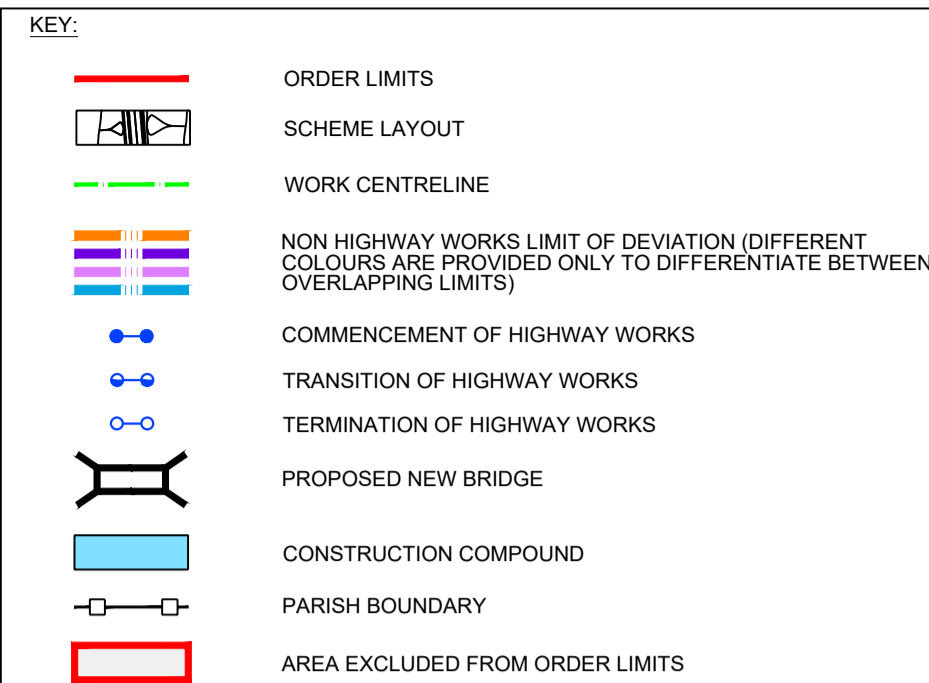 KEY:
ORDER LIMITS
SCHEME LAYOUT
WORK CENTRELINE
NON HIGHWAY WORKS LIMIT OF DEVIATION (DIFFERENT
COLOURS ARE PROVIDED ONLY TO DIFFERENTIATE BETWEEN
OVERLAPPING LIMITS)
COMMENCEMENT OF HIGHWAY WORKS
TRANSITION OF HIGHWAY WORKS
TERMINATION OF HIGHWAY WORKS
PROPOSED NEW BRIDGE
CONSTRUCTION COMPOUND
PARISH BOUNDARY
AREA EXCLUDED FROM ORDER LIMITS